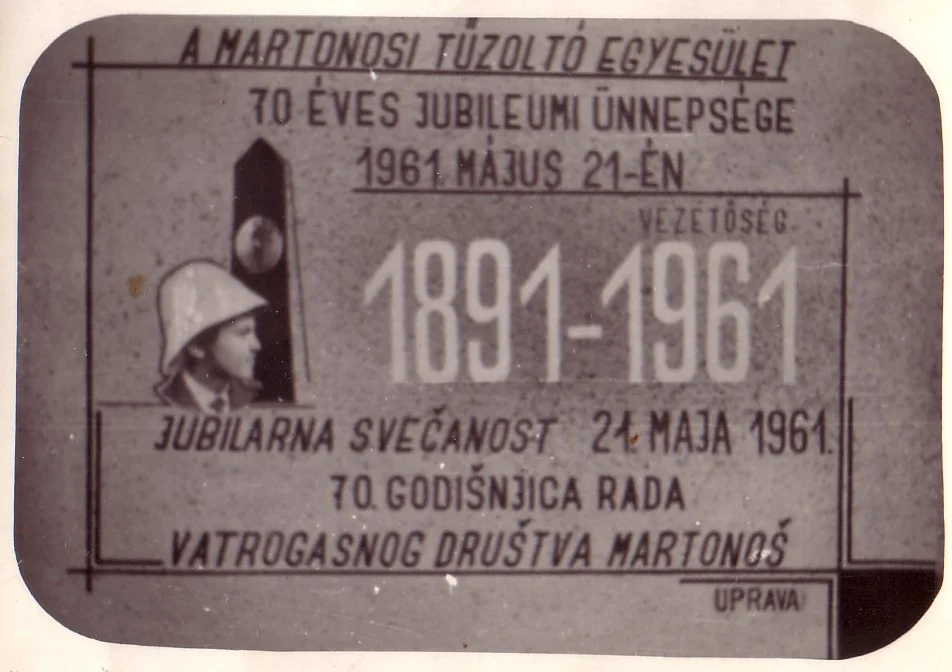 A MARTONOSI TŰZOLTÓ EGYESÜLET
70 ÉVES JUBILEUMI ÜNNEPSÉGE
1961. MÁJUS 21-ÉN
VEZETŐSÉG
1891-1961
JUBILARNA SVEČANOST 21. MAJA 1961.
70. GODIŠNJICA RADA
VATROGASNOG DRUŠTVA MARTONOŠ
UPRAVA